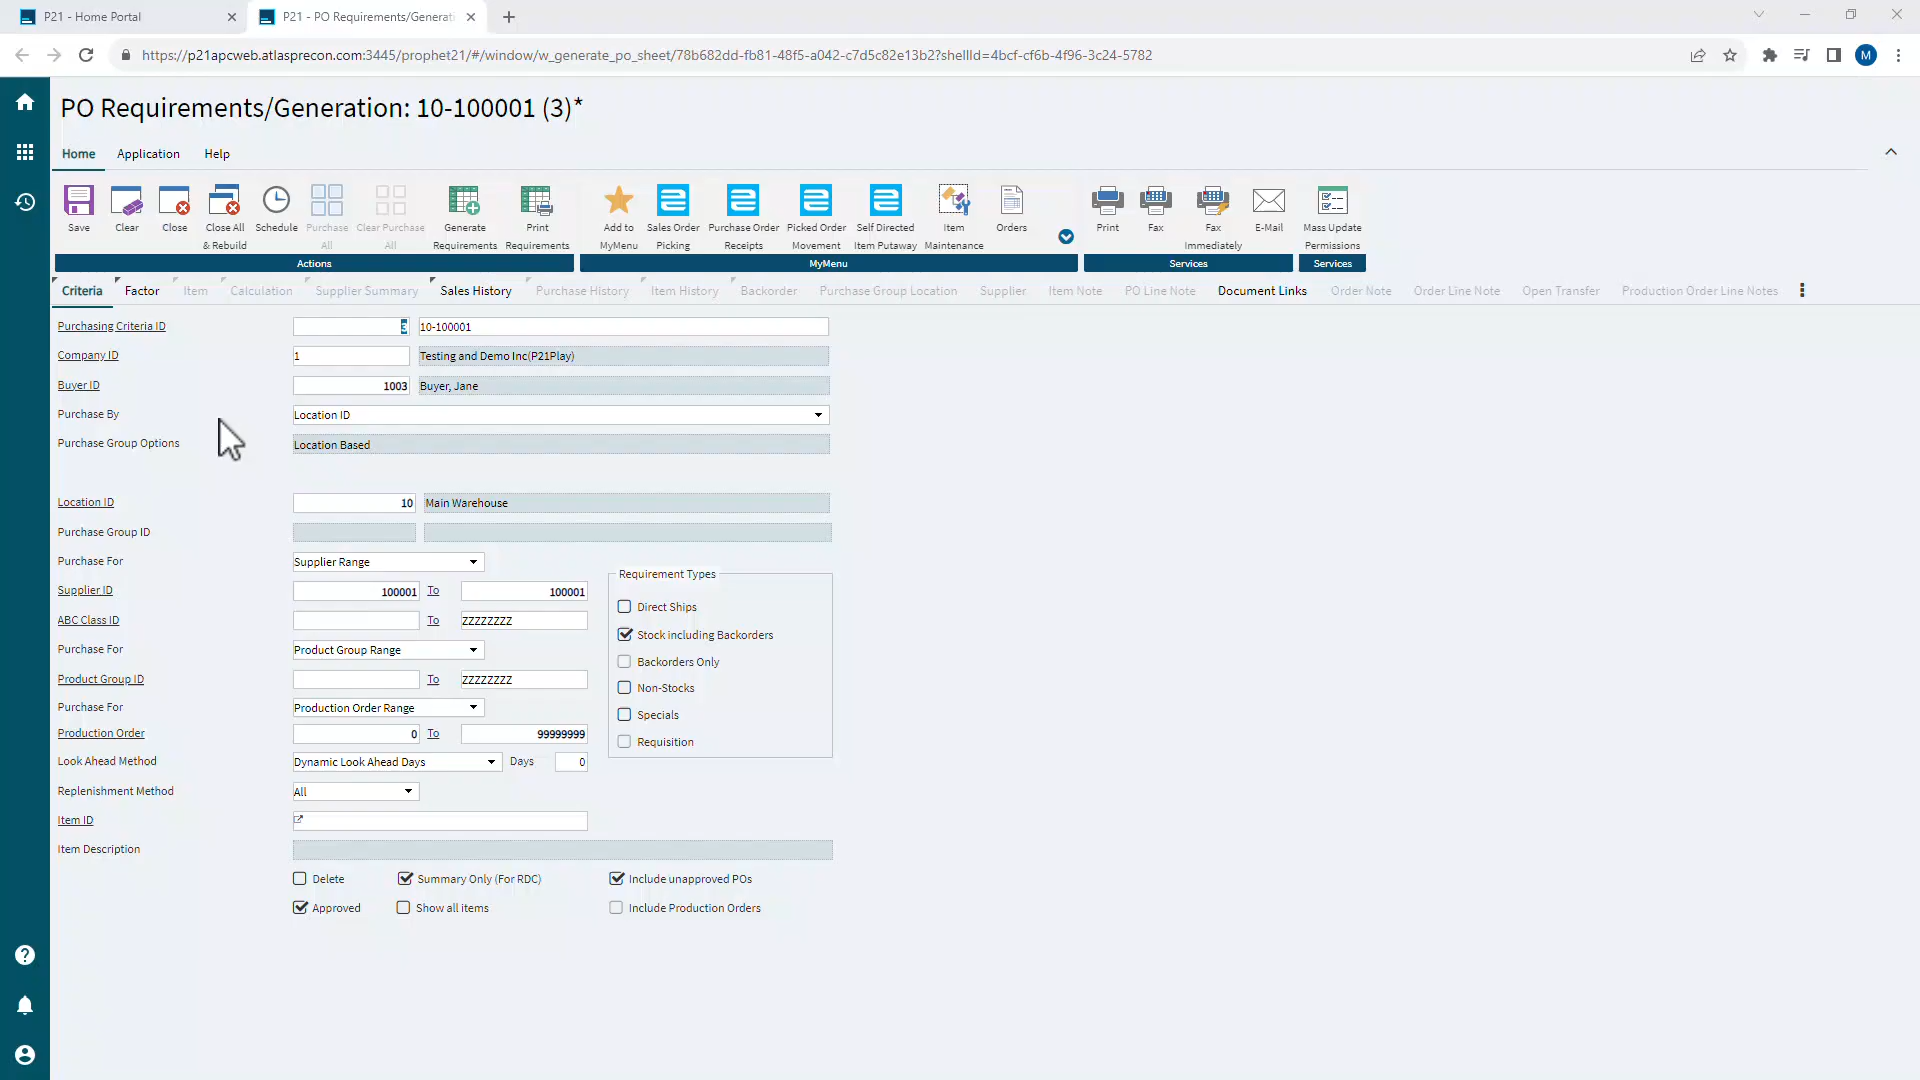 P21 - Home Portal
P21 - PO Requirements/Generati
https://p21apcweb.atlasprecon.com:3445/prophet21/#/window/w_generate_po_sheet/78b682dd-fb81-48f5-a042-c7d5c82e13b2?shellId=4bcf-cf6b-4f96-3c24-5782
M
PO Requirements/Generation: 10-100001 (3)*
Home Application Help
Save
Clear
Close
Close All & Rebuild
Schedule
Purchase All
Clear Purchase All
Generate Requirements
Print Requirements
Add to MyMenu
Sales Order Picking
Purchase Order Receipts
Picked Order Movement
Self Directed Item Putaway
Item Maintenance
Orders
Print
Fax
Fax Immediately
E-Mail
Mass Update Permissions
Actions MyMenu Services Services
Criteria Factor Item Calculation Supplier Summary Sales History Purchase History Item History Backorder Purchase Group Location Supplier Item Note PO Line Note Document Links Order Note Order Line Note Open Transfer Production Order Line Notes
Purchasing Criteria ID 3 10-100001
Company ID 1 Testing and Demo Inc(P21Play)
Buyer ID 1003 Buyer, Jane
Purchase By Location ID
Purchase Group Options Location Based
Location ID 10 Main Warehouse
Purchase Group ID
Purchase For Supplier Range
Supplier ID 100001 To 100001
ABC Class ID To ZZZZZZZZ
Purchase For Product Group Range
Product Group ID To ZZZZZZZZ
Purchase For Production Order Range
Production Order 0 To 99999999
Look Ahead Method Dynamic Look Ahead Days Days 0
Replenishment Method All
Item ID
Item Description
Requirement Types
Direct Ships
Stock including Backorders
Backorders Only
Non-Stocks
Specials
Requisition
Delete Summary Only (For RDC) Include unapproved POs
Approved Show all items Include Production Orders